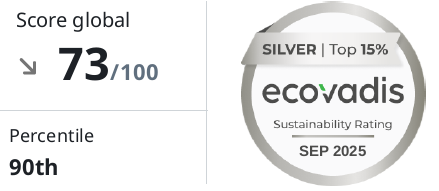 Score global
73/100
Percentile
90th
SILVER | Top 15%
ecovadis
Sustainability Rating
SEP 2025